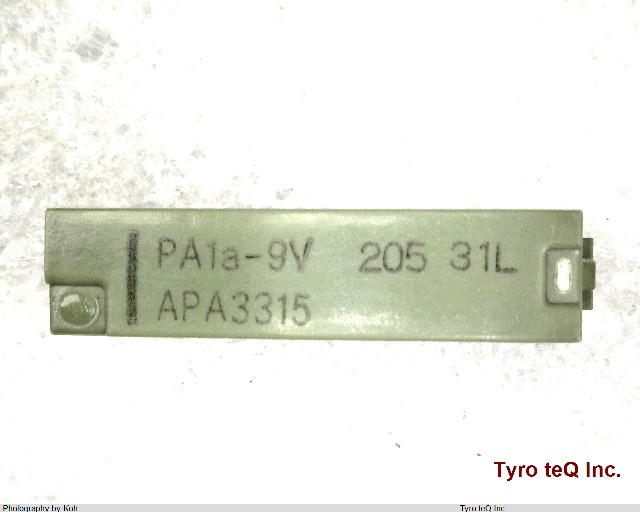 PA1a-9V 205 31L
APA3315
Tyro teQ Inc.
Photography by Koh
Tyro teQ Inc